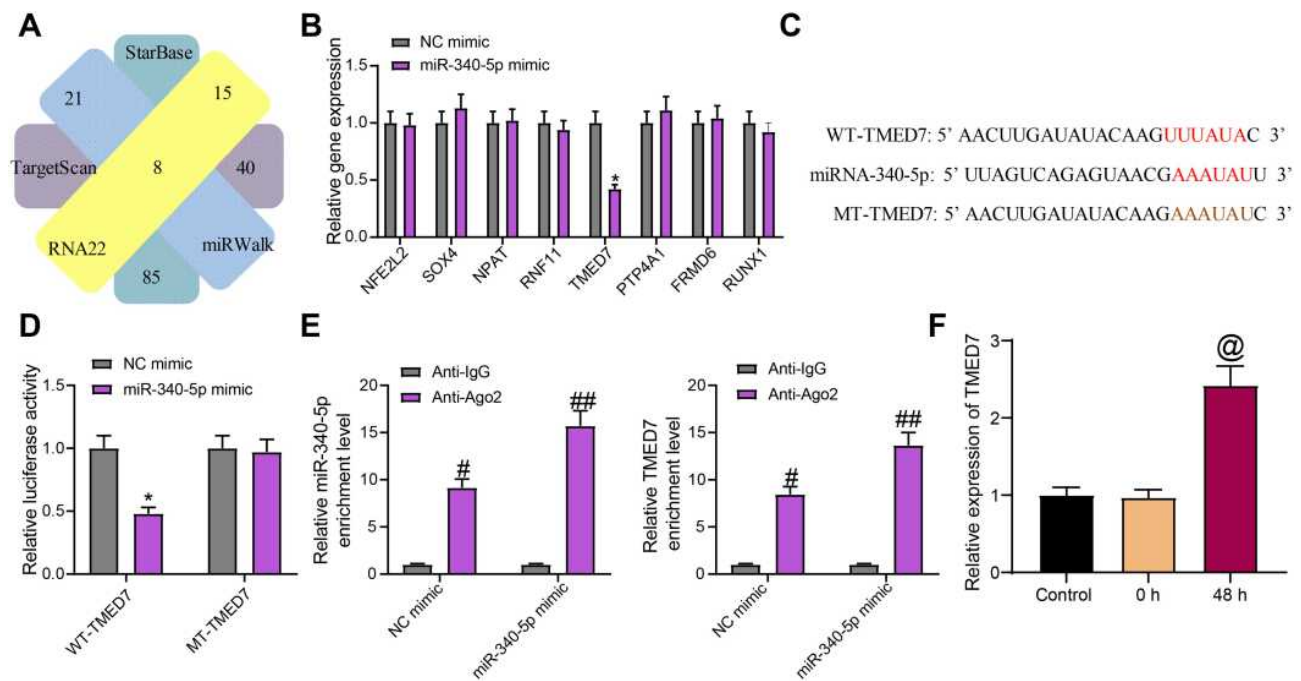 A
StarBase
21
15
TargetScan
8
40
RNA22
miRWalk
85
B
NC mimic
miR-340-5p mimic
Relative gene expression
1.5
1.0
0.5
0.0
NFE2L2
SOX4
NPAT
RNF11
TMED7
PTP4A1
FRMD6
RUNX1
*
C
WT-TMED7: 5’ AACUUGAUAUACAAGUUUAUAC 3’
miRNA-340-5p: 5’ UUAGUCAGAGUAACGAAAUAUU 3’
MT-TMED7: 5’ AACUUGAUAUACAAGAAAUAUC 3’
D
NC mimic
miR-340-5p mimic
Relative luciferase activity
1.5
1.0
0.5
0.0
*
WT-TMED7
MT-TMED7
E
Anti-IgG
Anti-Ago2
Relative miR-340-5p
enrichment level
20
15
10
5
0
#
##
NC mimic
miR-340-5p mimic
Anti-IgG
Anti-Ago2
Relative TMED7
enrichment level
20
15
10
5
0
#
##
NC mimic
miR-340-5p mimic
F
Relative expression of TMED7
3
2
1
0
@
Control
0 h
48 h